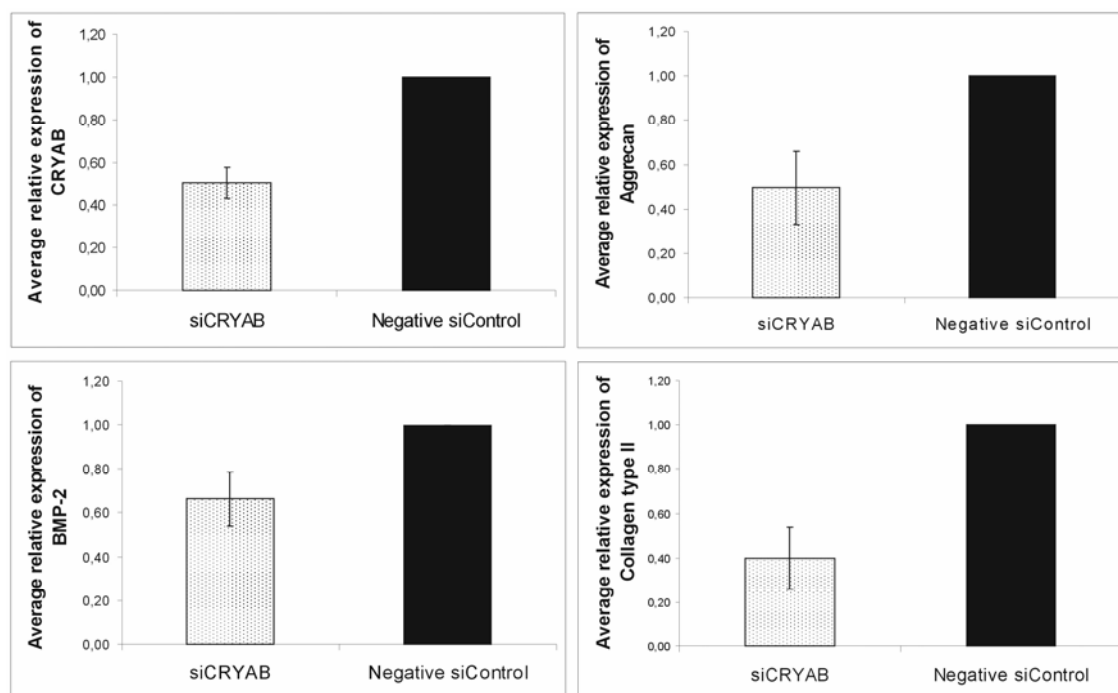 Average relative expression of
CRYAB
1,20
1,00
0,80
0,60
0,40
0,20
0,00
siCRYAB
Negative siControl
Average relative expression of
Aggrecan
1,20
1,00
0,80
0,60
0,40
0,20
0,00
siCRYAB
Negative siControl
Average relative expression of
BMP-2
1,20
1,00
0,80
0,60
0,40
0,20
0,00
siCRYAB
Negative siControl
Average relative expression of
Collagen type II
1,20
1,00
0,80
0,60
0,40
0,20
0,00
siCRYAB
Negative siControl